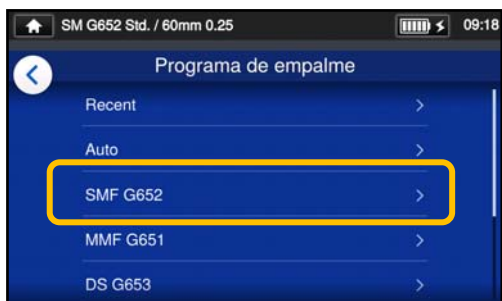 SM G652 Std. / 60mm 0.25 09:18
Programa de empalme
Recent
Auto
SMF G652
MMF G651
DS G653